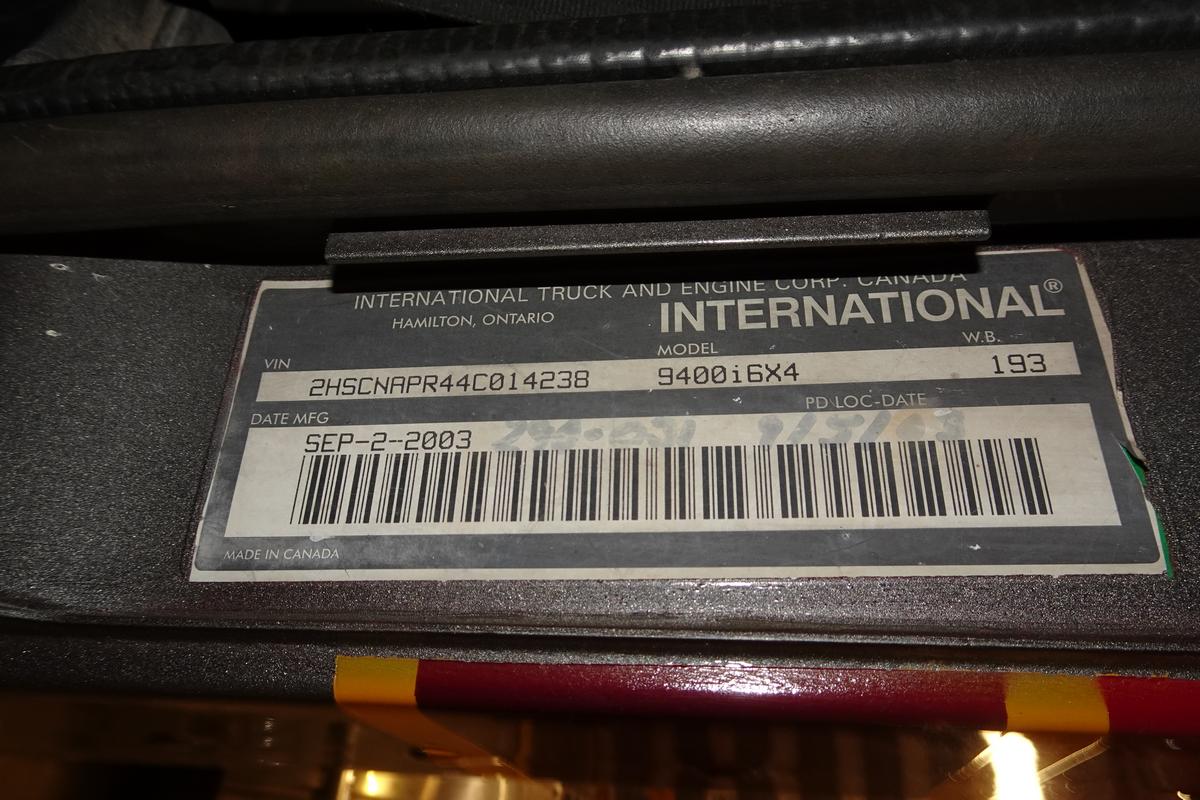 INTERNATIONAL TRUCK AND ENGINE CORP. CANADA
HAMILTON, ONTARIO
INTERNATIONAL®
VIN
MODEL
W.B.
2HSCNAPR44C014238
9400i6X4
193
DATE MFG
PD LOC-DATE
SEP-2-2003
MADE IN CANADA